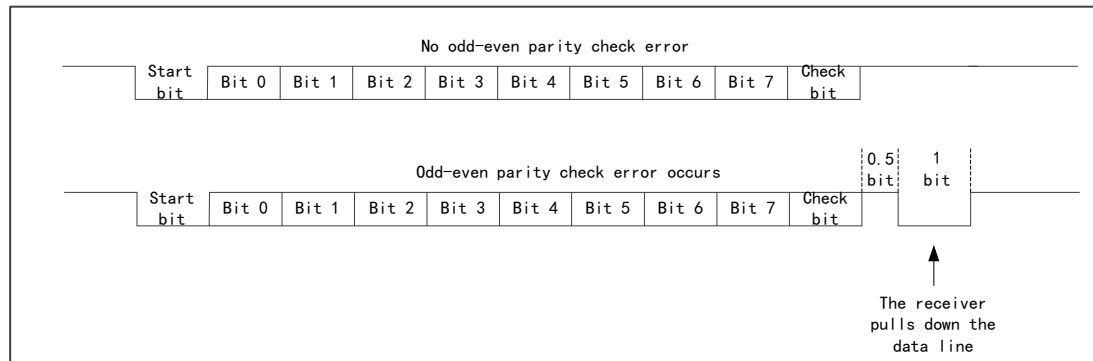 No odd-even parity check error
Start bit Bit 0 Bit 1 Bit 2 Bit 3 Bit 4 Bit 5 Bit 6 Bit 7 Check bit
0.5 bit 1 bit
Odd-even parity check error occurs
Start bit Bit 0 Bit 1 Bit 2 Bit 3 Bit 4 Bit 5 Bit 6 Bit 7 Check bit
The receiver
pulls down the
data line